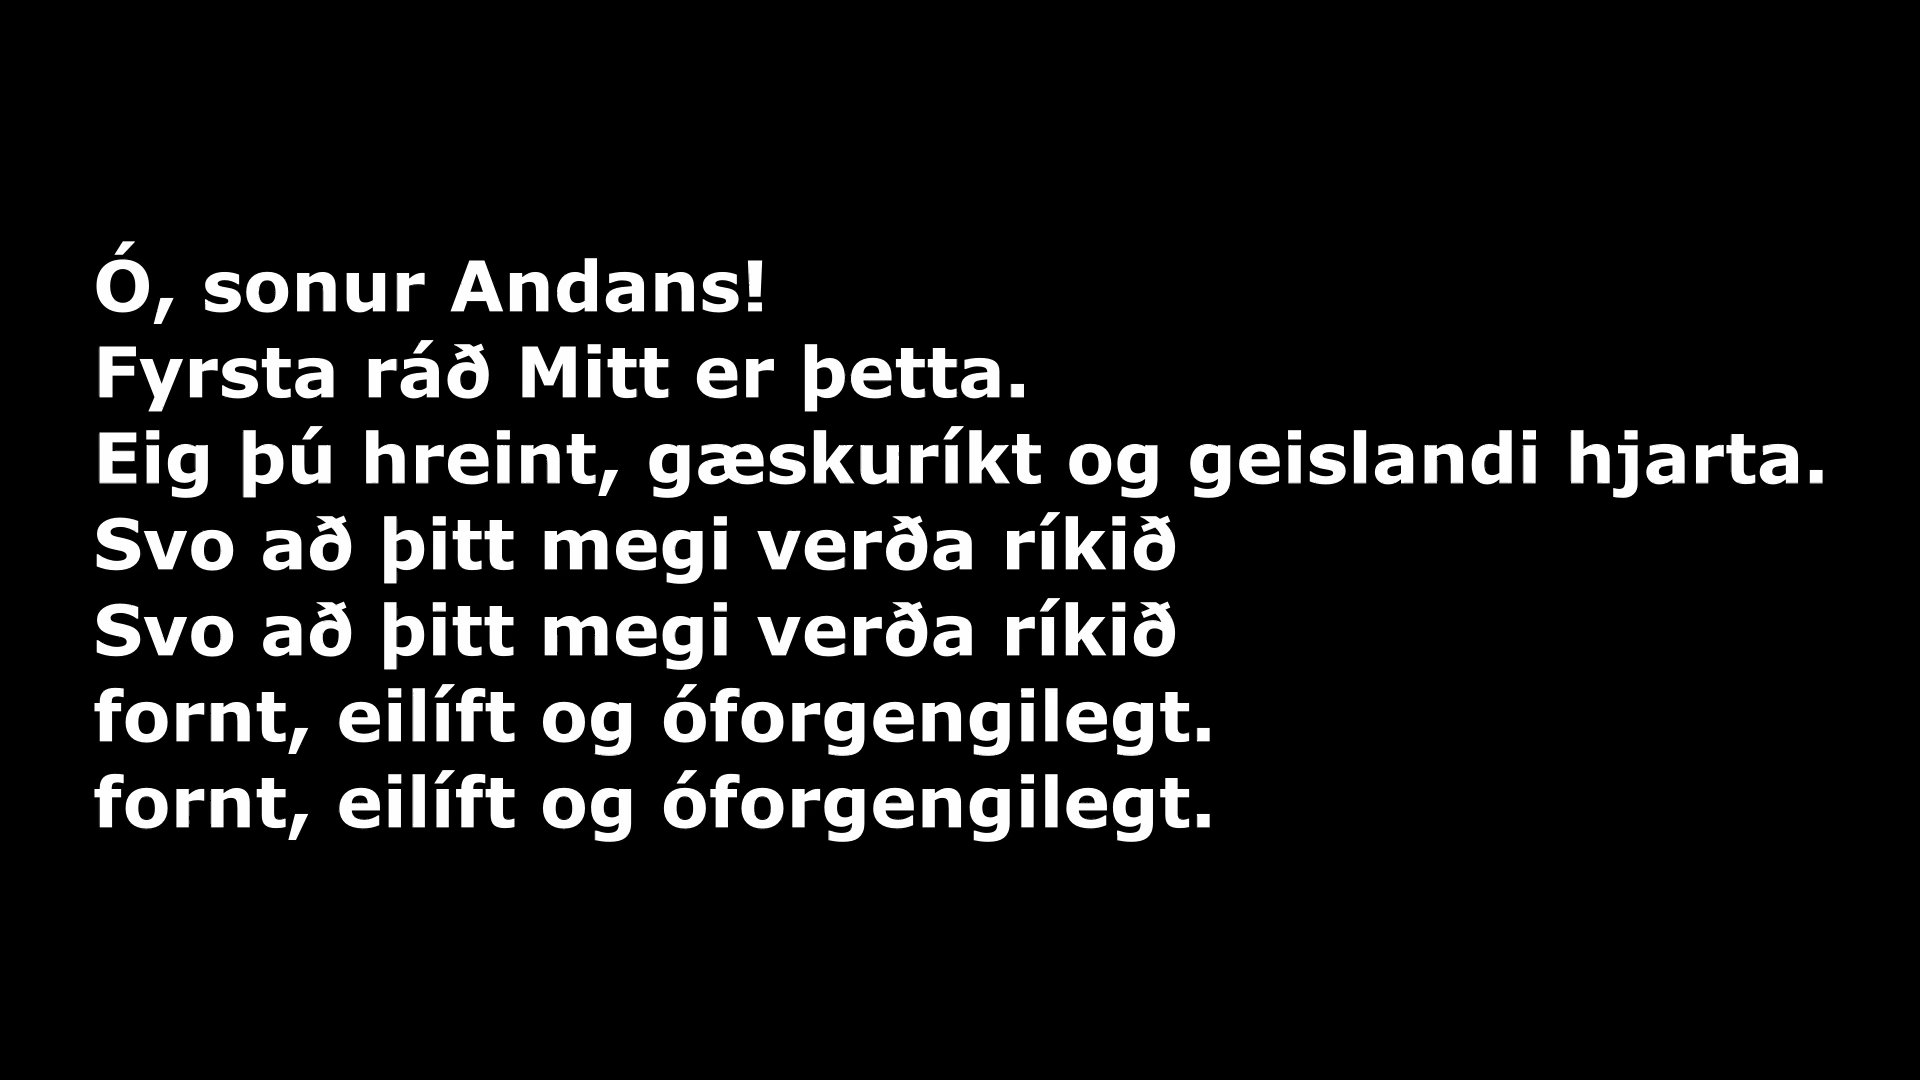 Ó, sonur Andans!
Fyrsta ráð Mitt er þetta.
Eig þú hreint, gæskuríkt og geislandi hjarta.
Svo að þitt megi verða ríkið
Svo að þitt megi verða ríkið
fornt, eilíft og óforgengilegt.
fornt, eilíft og óforgengilegt.